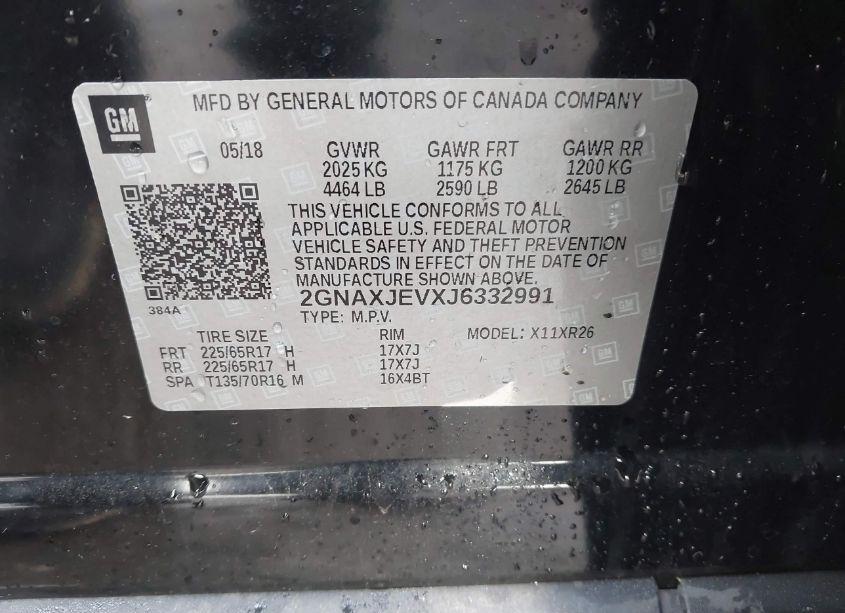 GM
MFD BY GENERAL MOTORS OF CANADA COMPANY
05/18 GVWR GAWR FRT GAWR RR
2025 KG 1175 KG 1200 KG
4464 LB 2590 LB 2645 LB
THIS VEHICLE CONFORMS TO ALL
APPLICABLE U.S. FEDERAL MOTOR
VEHICLE SAFETY AND THEFT PREVENTION
STANDARDS IN EFFECT ON THE DATE OF
MANUFACTURE SHOWN ABOVE.
384A 2GNAXJEVXJ6332991
TYPE: M.P.V.
TIRE SIZE RIM MODEL: X11XR26
FRT 225/65R17 H 17X7J
RR 225/65R17 H 17X7J
SPA T135/70R16 M 16X4BT